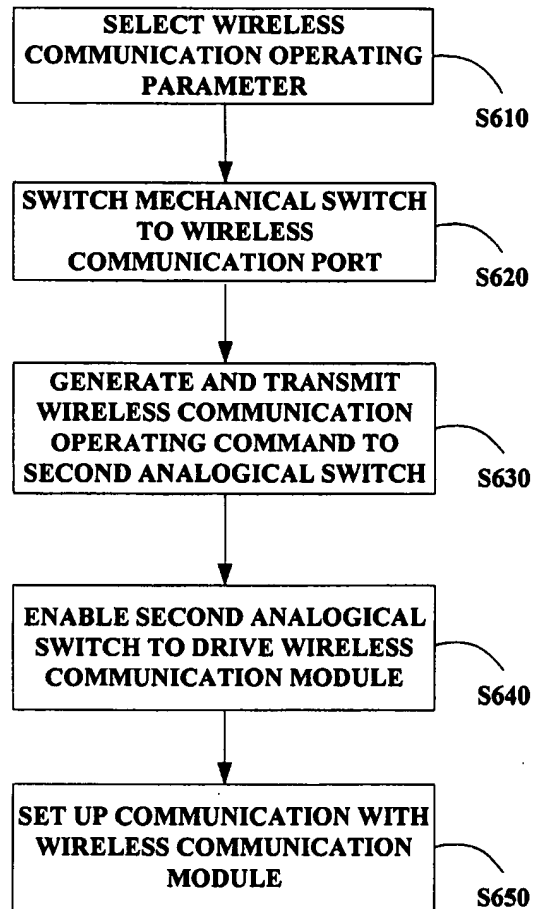 SELECT WIRELESS
COMMUNICATION OPERATING
PARAMETER
S610
SWITCH MECHANICAL SWITCH
TO WIRELESS
COMMUNICATION PORT
S620
GENERATE AND TRANSMIT
WIRELESS COMMUNICATION
OPERATING COMMAND TO
SECOND ANALOGICAL SWITCH
S630
ENABLE SECOND ANALOGICAL
SWITCH TO DRIVE WIRELESS
COMMUNICATION MODULE
S640
SET UP COMMUNICATION WITH
WIRELESS COMMUNICATION
MODULE
S650